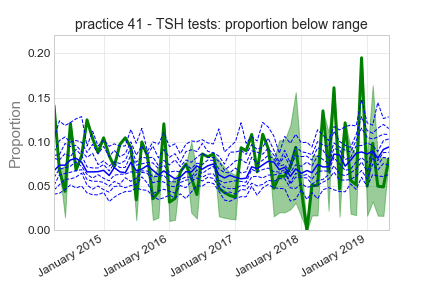 practice 41 - TSH tests: proportion below range
0.20
0.15
0.10
0.05
0.00
Proportion
January 2015
January 2016
January 2017
January 2018
January 2019